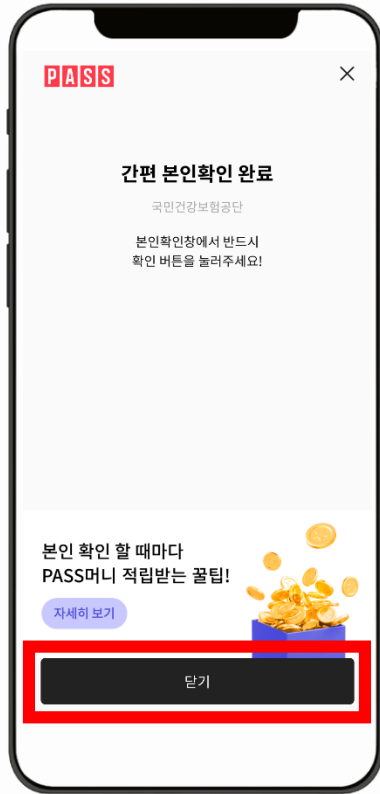 PASS
간편 본인확인 완료
국민건강보험공단
본인확인창에서 반드시
확인 버튼을 눌러주세요!
본인 확인 할 때마다
PASS머니 적립받는 꿀팁!
자세히 보기
닫기